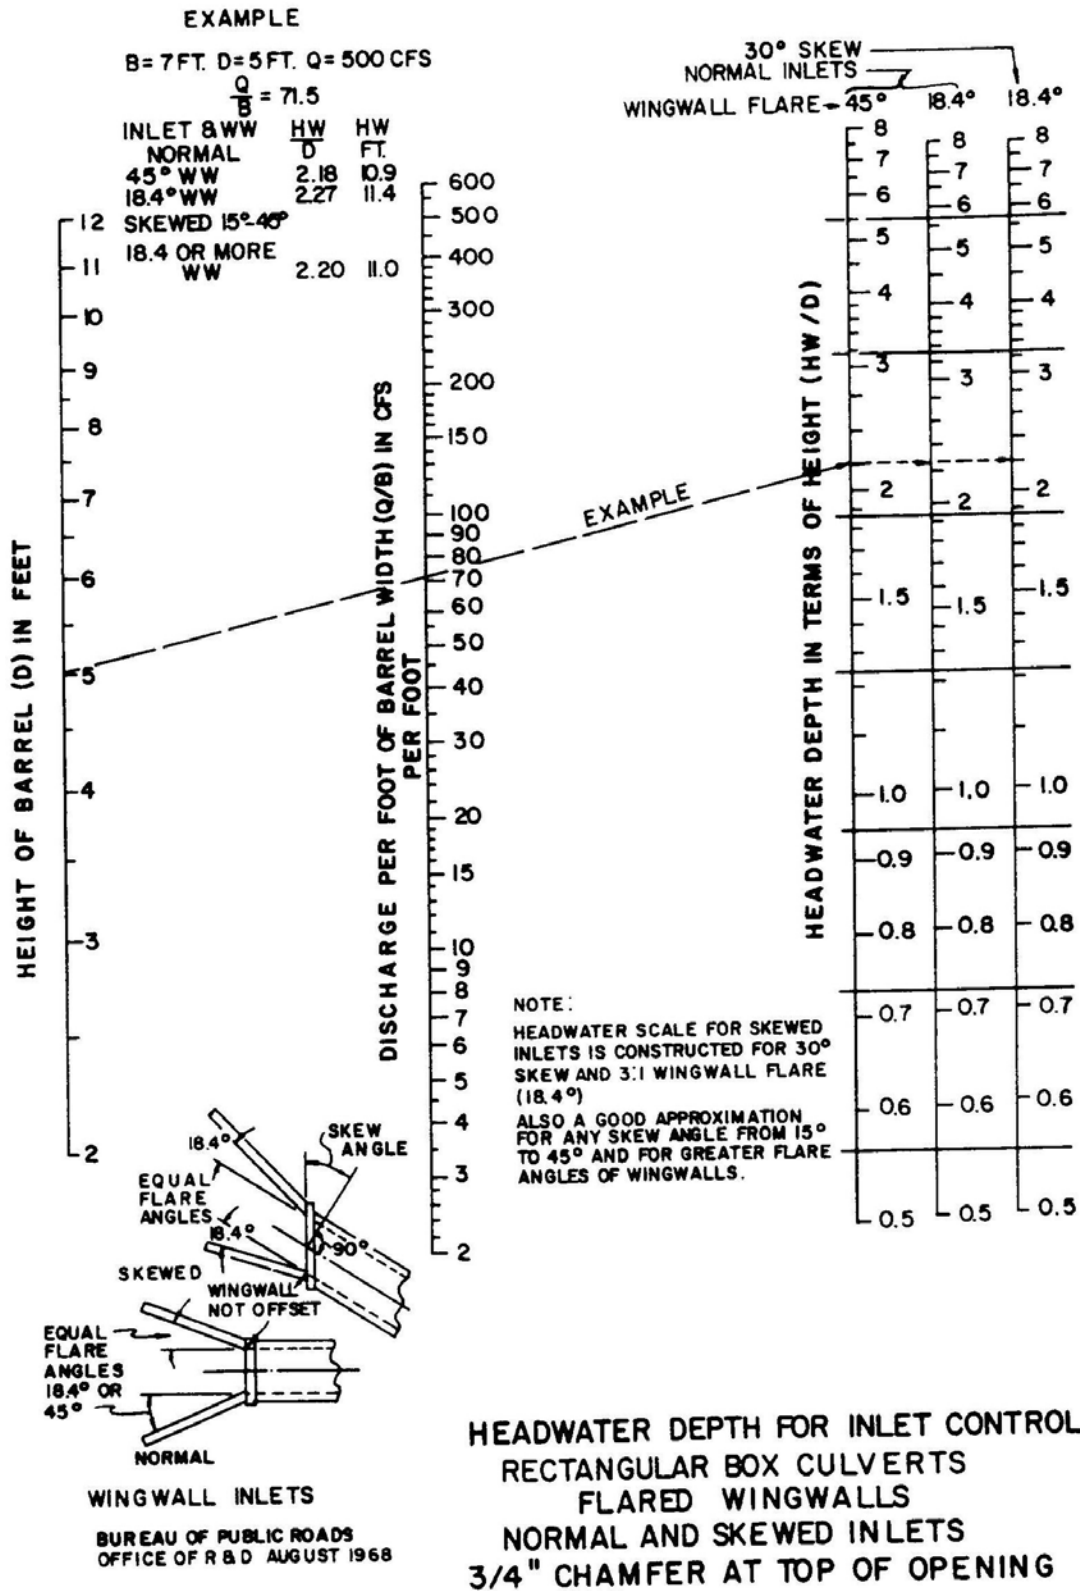 EXAMPLE
B=7FT. D=5FT. Q=500 CFS
Q
B = 71.5
INLET & WW HW HW
NORMAL D FT.
45° WW 2.18 10.9
18.4° WW 2.27 11.4
SKEWED 15°-45°
18.4 OR MORE
WW 2.20 11.0
30° SKEW
NORMAL INLETS
WINGWALL FLARE 45° 18.4° 18.4°
HEIGHT OF BARREL (D) IN FEET
12
11
10
9
8
7
6
5
4
3
2
DISCHARGE PER FOOT OF BARREL WIDTH (Q/B) IN CFS
PER FOOT
600
500
400
300
200
150
100
90
80
70
60
50
40
30
20
15
10
9
8
7
6
5
4
3
2
EXAMPLE
HEADWATER DEPTH IN TERMS OF HEIGHT (HW/D)
8 8 8
7 7 7
6 6 6
5 5 5
4 4 4
3 3 3
2 2 2
1.5 1.5 1.5
1.0 1.0 1.0
0.9 0.9 0.9
0.8 0.8 0.8
0.7 0.7 0.7
0.6 0.6 0.6
0.5 0.5 0.5
NOTE:
HEADWATER SCALE FOR SKEWED
INLETS IS CONSTRUCTED FOR 30°
SKEW AND 3:1 WINGWALL FLARE
(18.4°)
ALSO A GOOD APPROXIMATION
FOR ANY SKEW ANGLE FROM 15°
TO 45° AND FOR GREATER FLARE
ANGLES OF WINGWALLS.
18.4°
SKEW
ANGLE
EQUAL
FLARE
ANGLES
18.4°
90°
SKEWED
WINGWALL
NOT OFFSET
EQUAL
FLARE
ANGLES
18.4° OR
45°
NORMAL
WINGWALL INLETS
BUREAU OF PUBLIC ROADS
OFFICE OF R & D AUGUST 1968
HEADWATER DEPTH FOR INLET CONTROL
RECTANGULAR BOX CULVERTS
FLARED WINGWALLS
NORMAL AND SKEWED INLETS
3/4" CHAMFER AT TOP OF OPENING